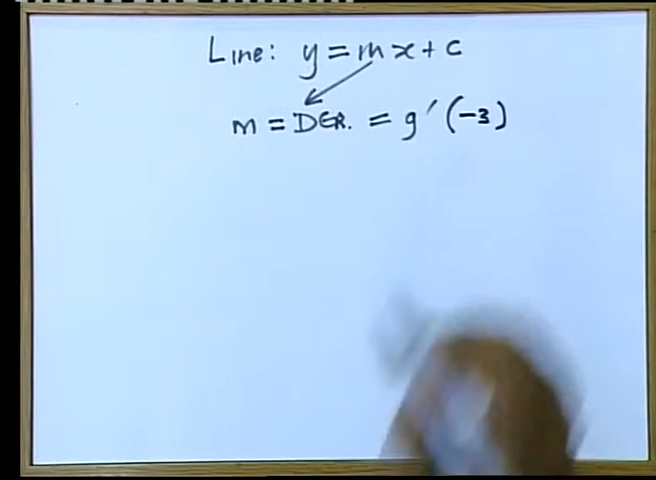 Line: y = mx + c
m = DER. = g′(-3)